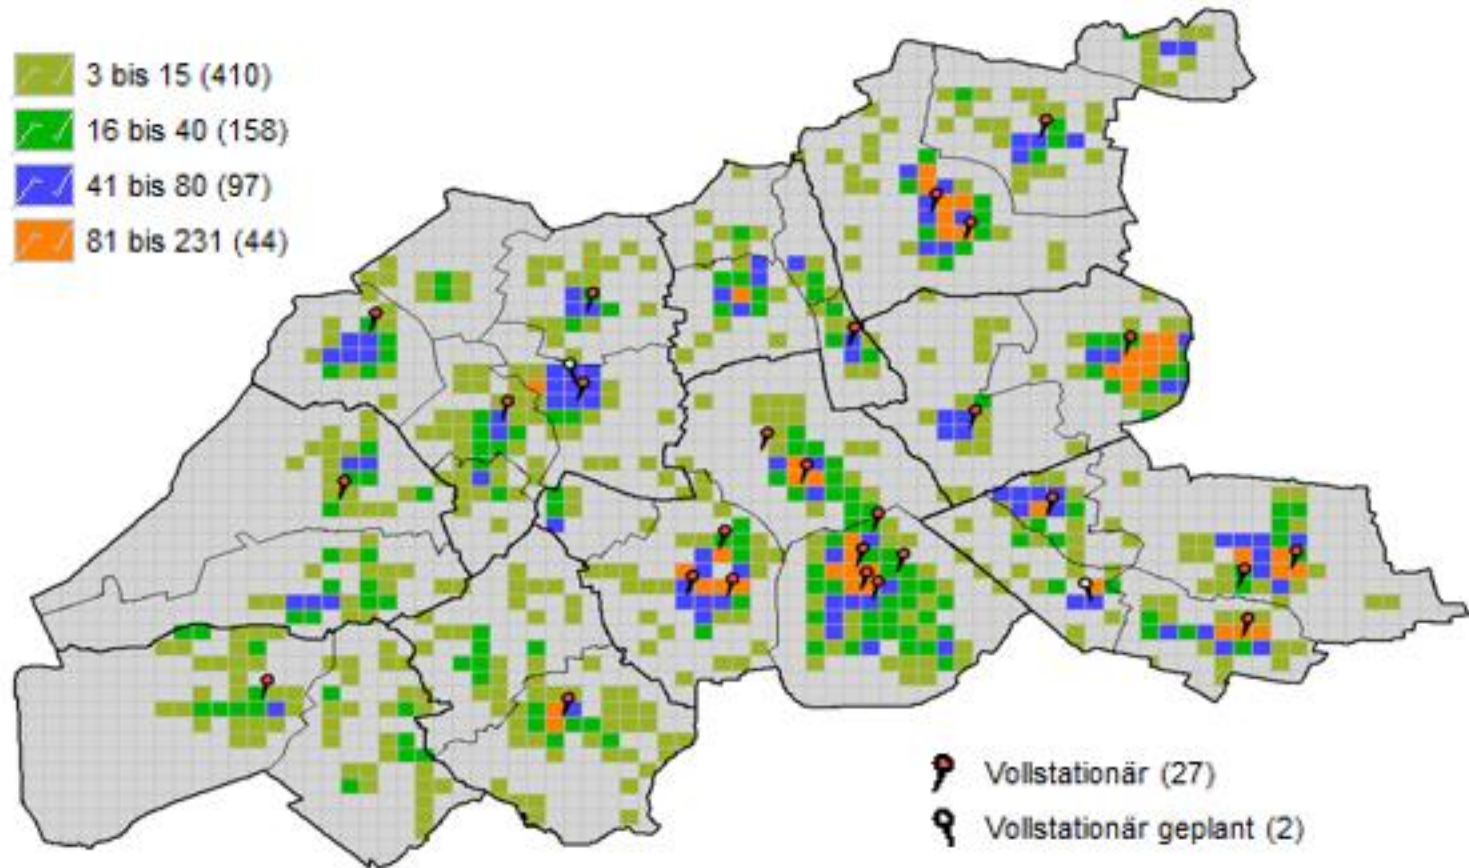 3 bis 15 (410)
16 bis 40 (158)
41 bis 80 (97)
81 bis 231 (44)
Vollstationär (27)
Vollstationär geplant (2)